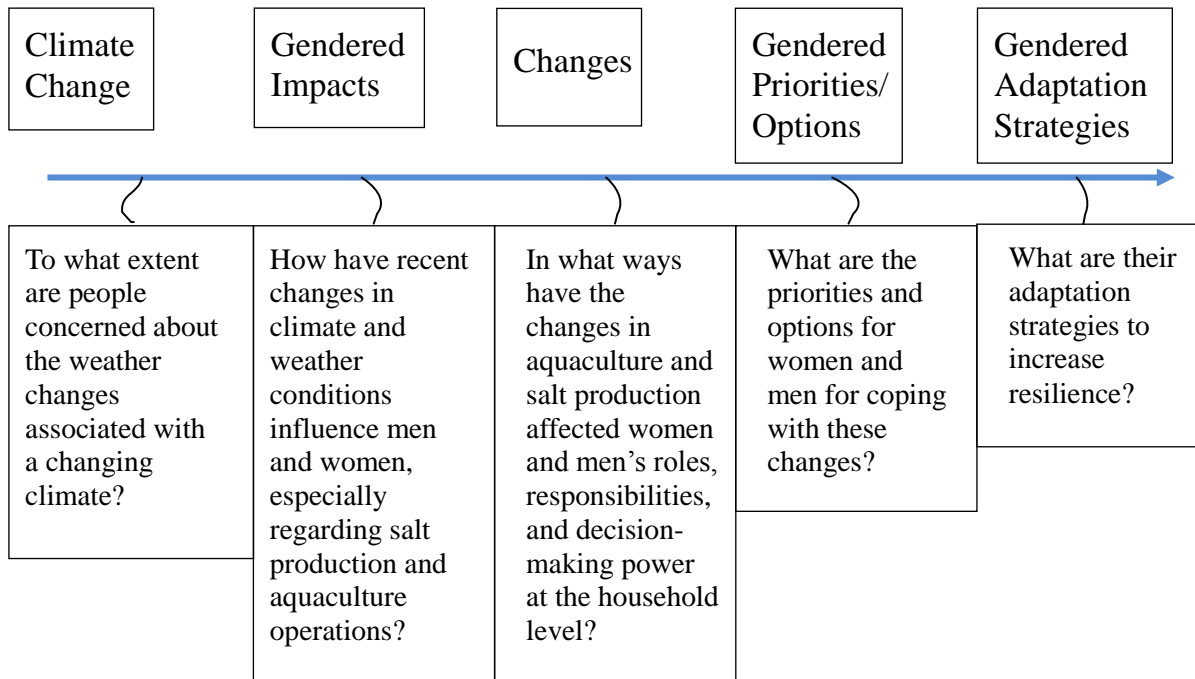 Climate
Change
Gendered
Impacts
Changes
Gendered
Priorities/
Options
Gendered
Adaptation
Strategies
To what extent
are people
concerned about
the weather
changes
associated with
a changing
climate?
How have recent
changes in
climate and
weather
conditions
influence men
and women,
especially
regarding salt
production and
aquaculture
operations?
In what ways
have the
changes in
aquaculture and
salt production
affected women
and men’s roles,
responsibilities,
and decision-
making power
at the household
level?
What are the
priorities and
options for
women and
men for coping
with these
changes?
What are their
adaptation
strategies to
increase
resilience?